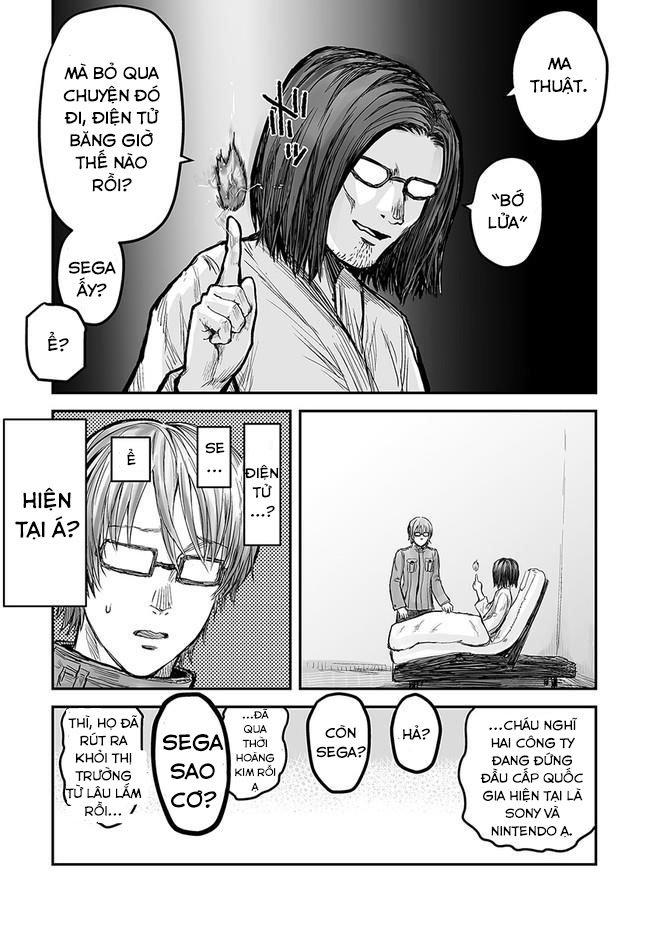 MA
THUẬT.
"BỚ
LỬA"
MÀ BỎ QUA
CHUYỆN ĐÓ
ĐI, ĐIỆN TỬ
BĂNG GIỜ
THẾ NÀO
RỒI?
SEGA
ẤY?
Ể?
ĐIỆN
TỬ
...?
SE
...
Ể
HIỆN
TẠI Á?
...CHÁU NGHĨ
HAI CÔNG TY
ĐANG ĐỨNG
ĐẦU CẤP QUỐC
GIA HIỆN TẠI LÀ
SONY VÀ
NINTENDO Ạ.
HẢ?
CÒN
SEGA?
...ĐÃ
QUA
THỜI
HOÀNG
KIM RỒI
Ạ
SEGA
SAO
CƠ?
THÌ, HỌ ĐÃ
RÚT RA
KHỎI THỊ
TRƯỜNG
TỪ LÂU LẮM
RỒI...